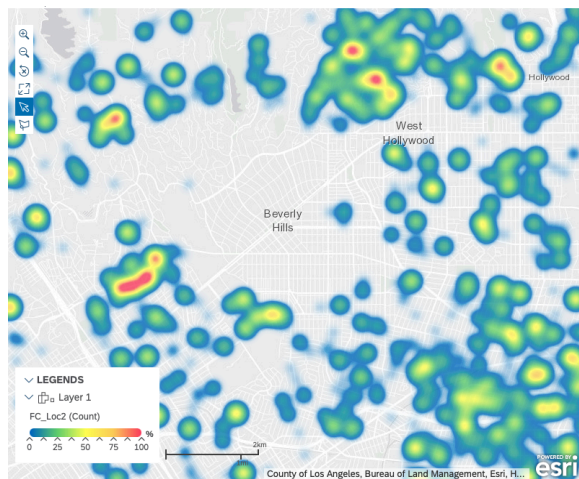 Hollywood
West
Hollywood
Beverly
Hills
LEGENDS
Layer 1
FC_Loc2 (Count)
%
0 25 50 75 100
2km
County of Los Angeles, Bureau of Land Management, Esri, H...
POWERED BY
esri